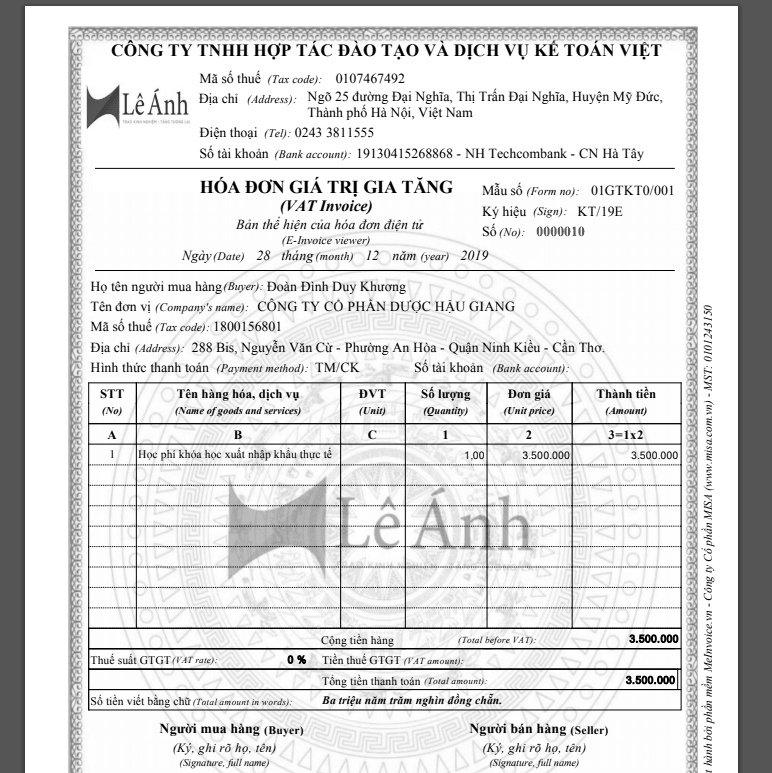 CÔNG TY TNHH HỢP TÁC ĐÀO TẠO VÀ DỊCH VỤ KẾ TOÁN VIỆT
Lê Ánh
Mã số thuế (Tax code): 0107467492
Địa chỉ (Address): Ngõ 25 đường Đại Nghĩa, Thị Trấn Đại Nghĩa, Huyện Mỹ Đức,
Thành phố Hà Nội, Việt Nam
Điện thoại (Tel): 0243 3811555
Số tài khoản (Bank account): 19130415268868 - NH Techcombank - CN Hà Tây
HÓA ĐƠN GIÁ TRỊ GIA TĂNG
(VAT Invoice)
Bản thể hiện của hóa đơn điện tử
(E-Invoice viewer)
Ngày (Date) 28 tháng (month) 12 năm (year) 2019
Mẫu số (Form no): 01GTKT0/001
Ký hiệu (Sign): KT/19E
Số (No): 0000010
Họ tên người mua hàng (Buyer): Đoàn Đình Duy Khương
Tên đơn vị (Company's name): CÔNG TY CỔ PHẦN DƯỢC HẬU GIANG
Mã số thuế (Tax code): 1800156801
Địa chỉ (Address): 288 Bis, Nguyễn Văn Cừ - Phường An Hòa - Quận Ninh Kiều - Cần Thơ.
Hình thức thanh toán (Payment method): TM/CK Số tài khoản (Bank account):
STT Tên hàng hóa, dịch vụ ĐVT Số lượng Đơn giá Thành tiền
(No) (Name of goods and services) (Unit) (Quantity) (Unit price) (Amount)
A B C 1 2 3=1x2
1 Học phí khóa học xuất nhập khẩu thực tế 1,00 3.500.000 3.500.000
Lê Ánh
Cộng tiền hàng (Total before VAT): 3.500.000
Thuế suất GTGT (VAT rate): 0 % Tiền thuế GTGT (VAT amount):
Tổng tiền thanh toán (Total amount): 3.500.000
Số tiền viết bằng chữ (Total amount in words): Ba triệu năm trăm nghìn đồng chẵn.
Người mua hàng (Buyer) Người bán hàng (Seller)
(Ký, ghi rõ họ, tên) (Ký, ghi rõ họ, tên)
(Signature, full name) (Signature, full name)
t hành bởi phần mềm MeInvoice.vn - Công ty Cổ phần MISA (www.misa.com.vn) - MST: 0101243150